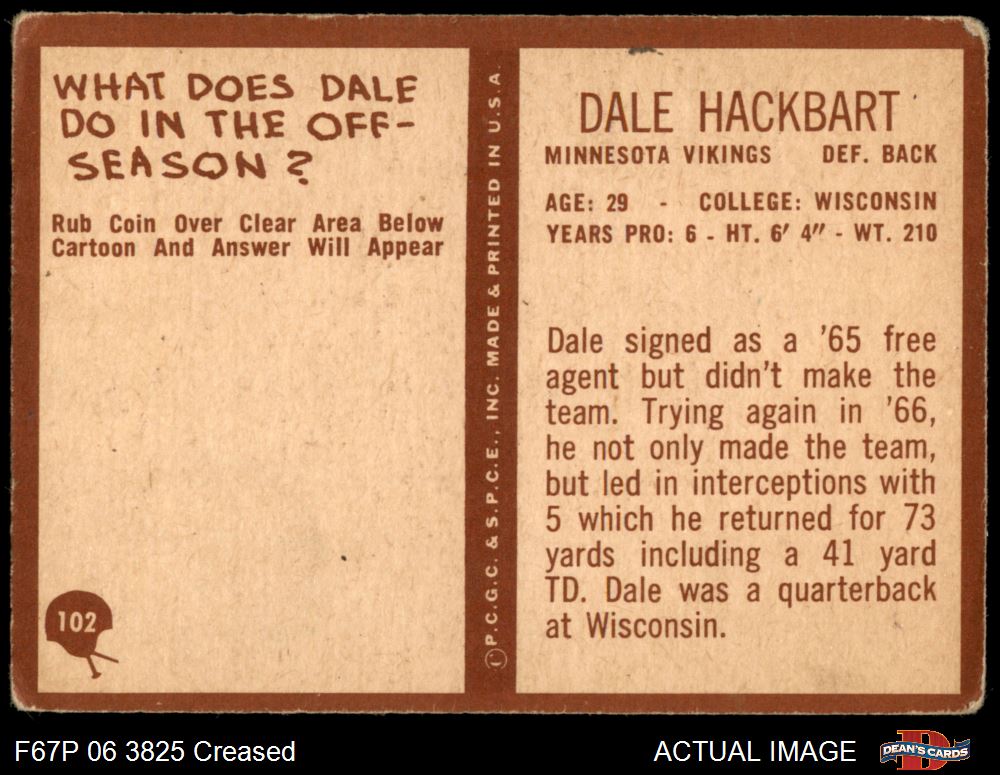 WHAT DOES DALE
DO IN THE OFF-
SEASON ?
Rub Coin Over Clear Area Below
Cartoon And Answer Will Appear
102
© P.C.G.C. & S.P.C.E., INC. MADE & PRINTED IN U.S.A.
DALE HACKBART
MINNESOTA VIKINGS DEF. BACK
AGE: 29 - COLLEGE: WISCONSIN
YEARS PRO: 6 - HT. 6' 4" - WT. 210
Dale signed as a '65 free
agent but didn't make the
team. Trying again in '66,
he not only made the team,
but led in interceptions with
5 which he returned for 73
yards including a 41 yard
TD. Dale was a quarterback
at Wisconsin.
F67P 06 3825 Creased
ACTUAL IMAGE
DEAN'S CARDS